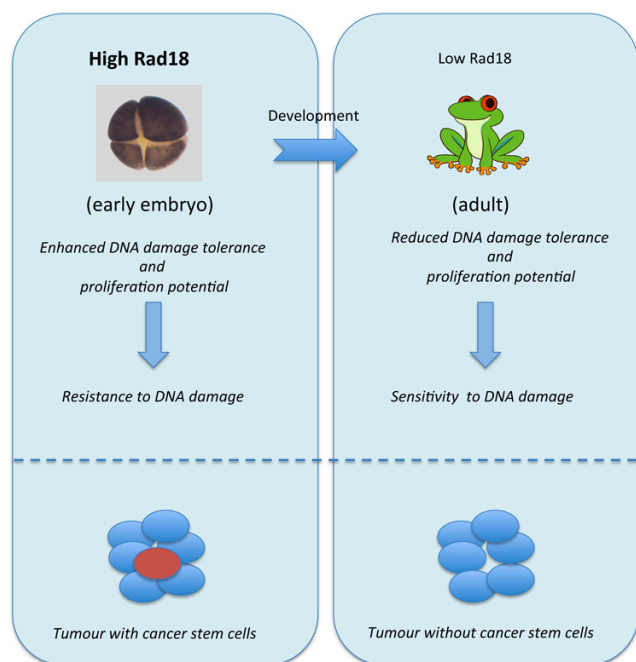 High Rad18
(early embryo)
Enhanced DNA damage tolerance
and
proliferation potential
Resistance to DNA damage
Tumour with cancer stem cells
Development
Low Rad18
(adult)
Reduced DNA damage tolerance
and
proliferation potential
Sensitivity to DNA damage
Tumour without cancer stem cells